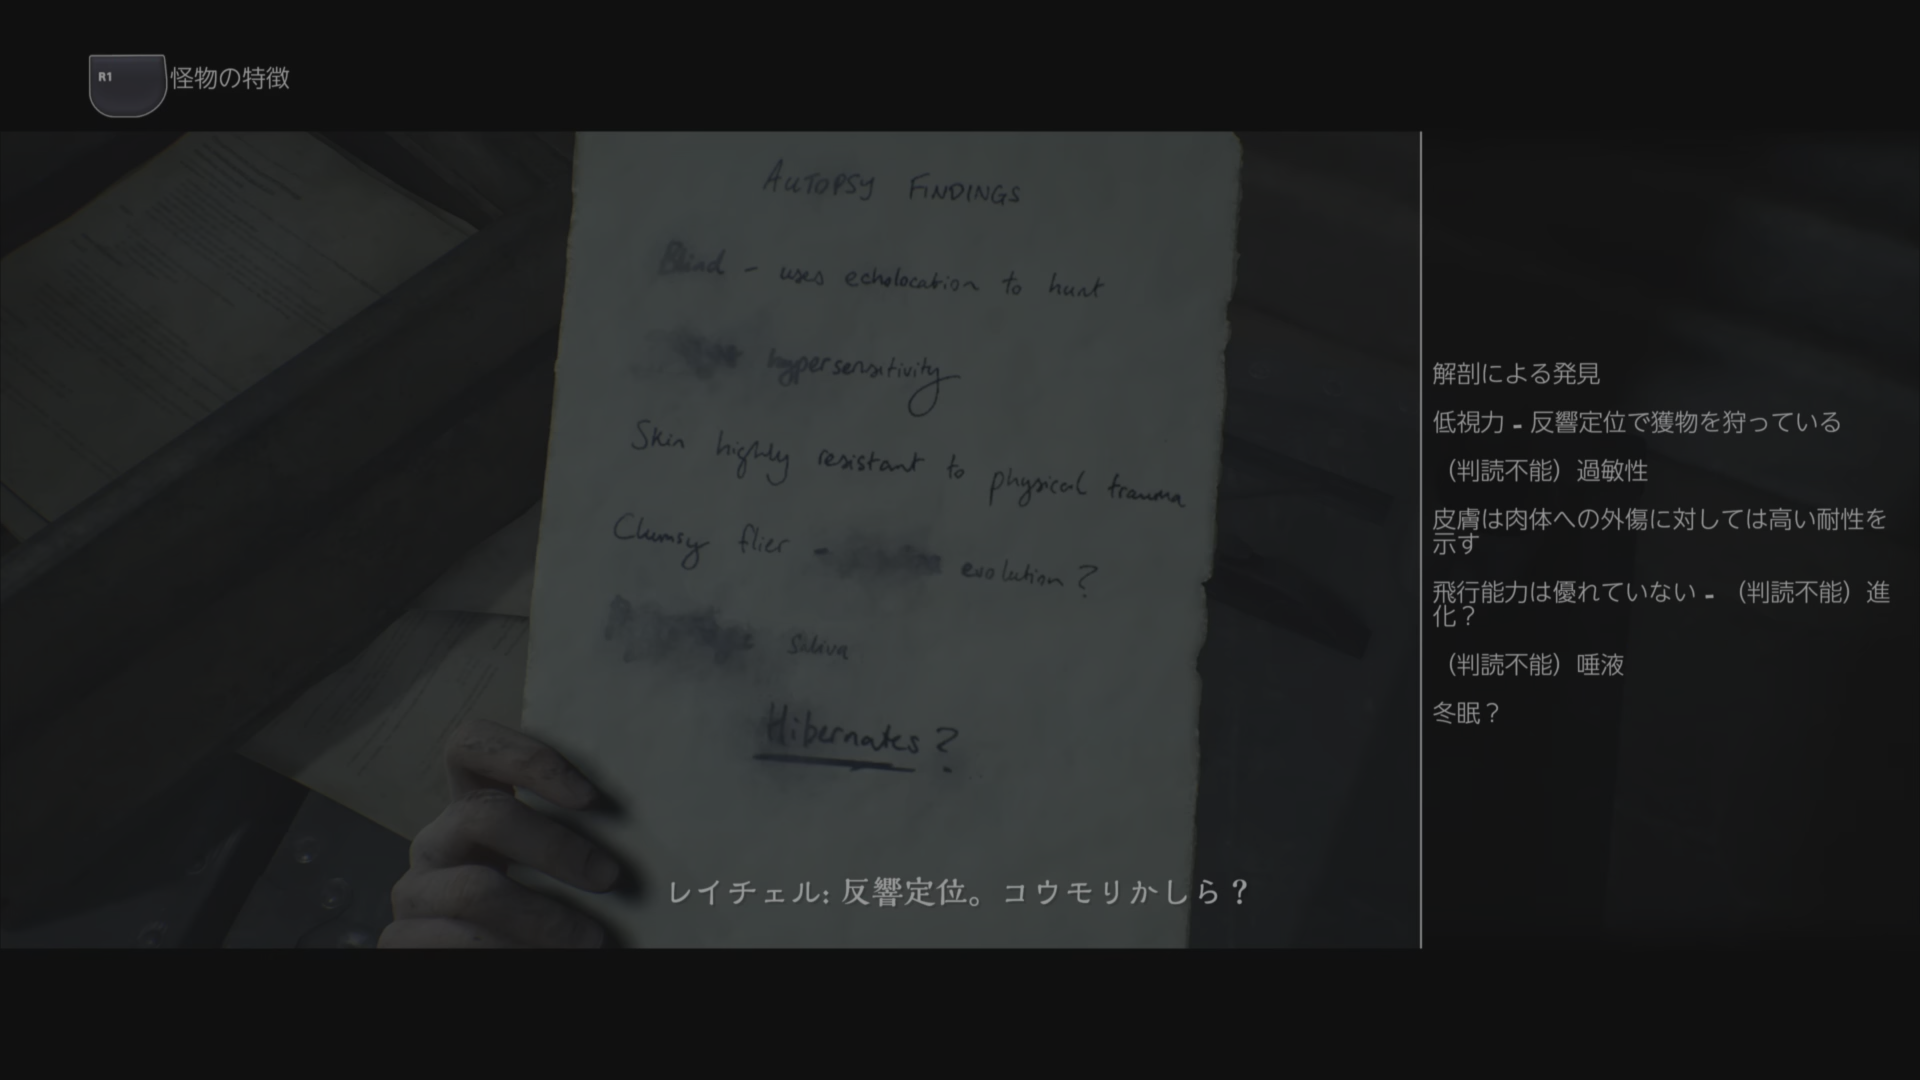 R1 怪物の特徴
AUTOPSY FINDINGS
Blind - uses echolocation to hunt
hypersensitivity
Skin highly resistant to physical trauma
Clumsy flier - evolution?
saliva
Hibernates?
解剖による発見
低視力 - 反響定位で獲物を狩っている
（判読不能）過敏性
皮膚は肉体への外傷に対しては高い耐性を
示す
飛行能力は優れていない - （判読不能）進
化？
（判読不能）唾液
冬眠？
レイチェル: 反響定位。コウモリかしら？